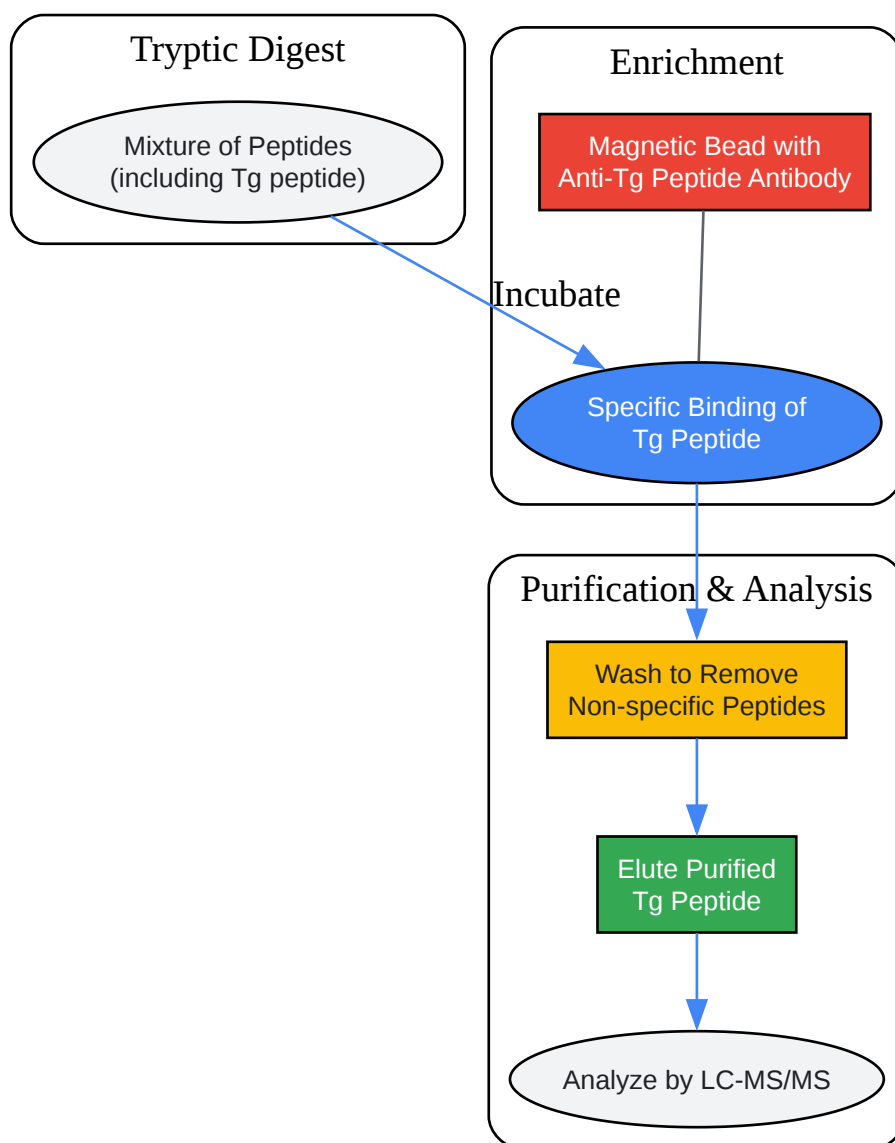 Tryptic Digest
Mixture of Peptides
(including Tg peptide)
Enrichment
Magnetic Bead with
Anti-Tg Peptide Antibody
Incubate
Specific Binding of
Tg Peptide
Purification & Analysis
Wash to Remove
Non-specific Peptides
Elute Purified
Tg Peptide
Analyze by LC-MS/MS